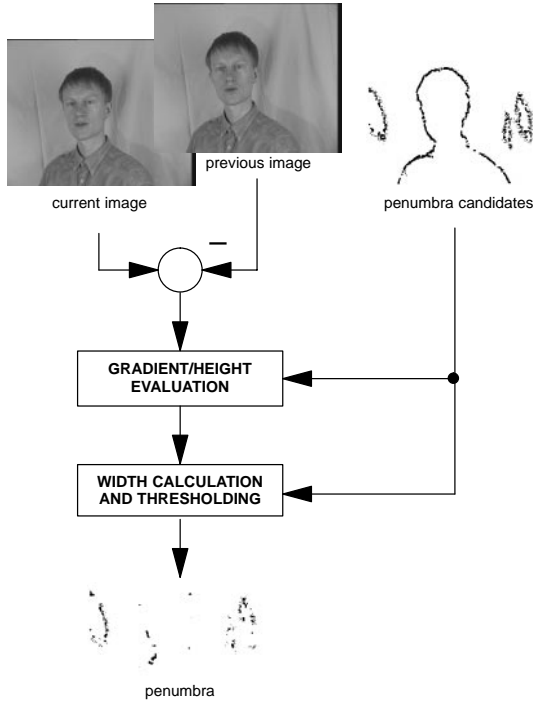 previous image
current image
penumbra candidates
−
GRADIENT/HEIGHT
EVALUATION
WIDTH CALCULATION
AND THRESHOLDING
penumbra